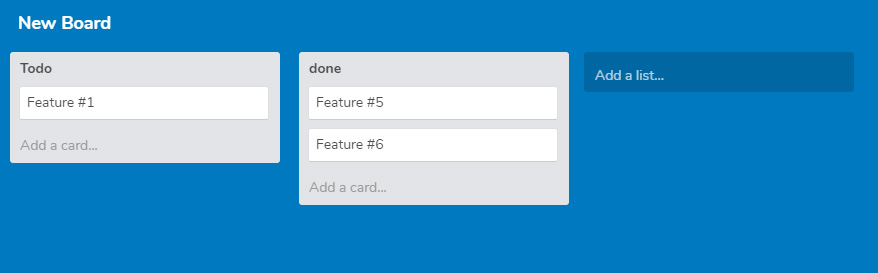 New Board
Todo
Feature #1
Add a card...
done
Feature #5
Feature #6
Add a card...
Add a list...